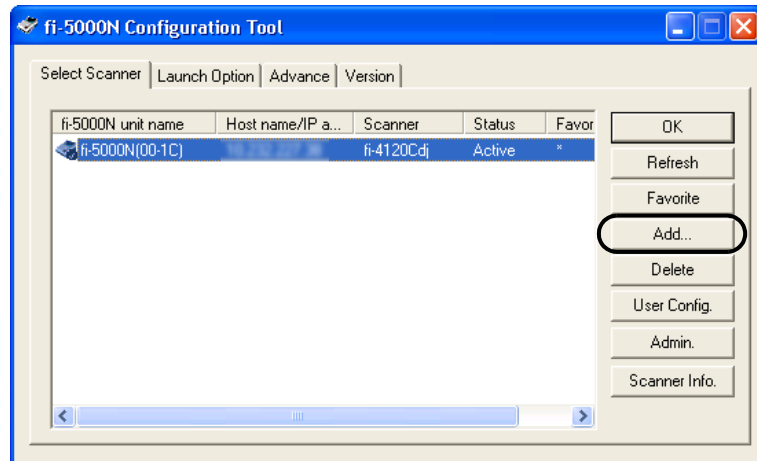 fi-5000N Configuration Tool
Select Scanner Launch Option Advance Version
fi-5000N unit name Host name/IP a... Scanner Status Favor
fi-5000N(00-1C) fi-4120Cdj Active *
OK
Refresh
Favorite
Add...
Delete
User Config.
Admin.
Scanner Info.